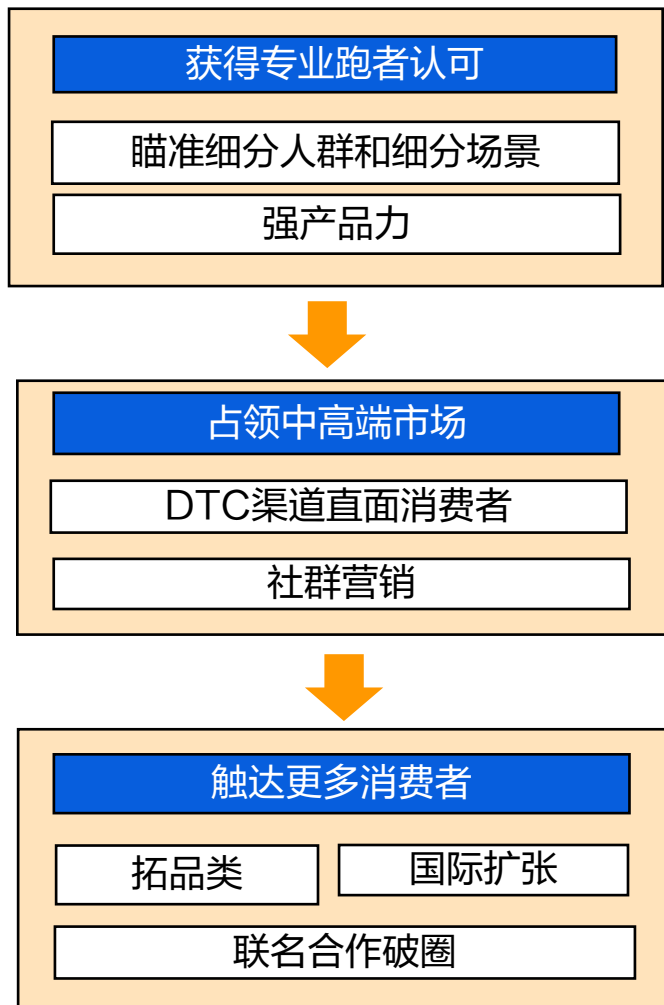 获得专业跑者认可
瞄准细分人群和细分场景
强产品力
占领中高端市场
DTC渠道直面消费者
社群营销
触达更多消费者
拓品类
国际扩张
联名合作破圈